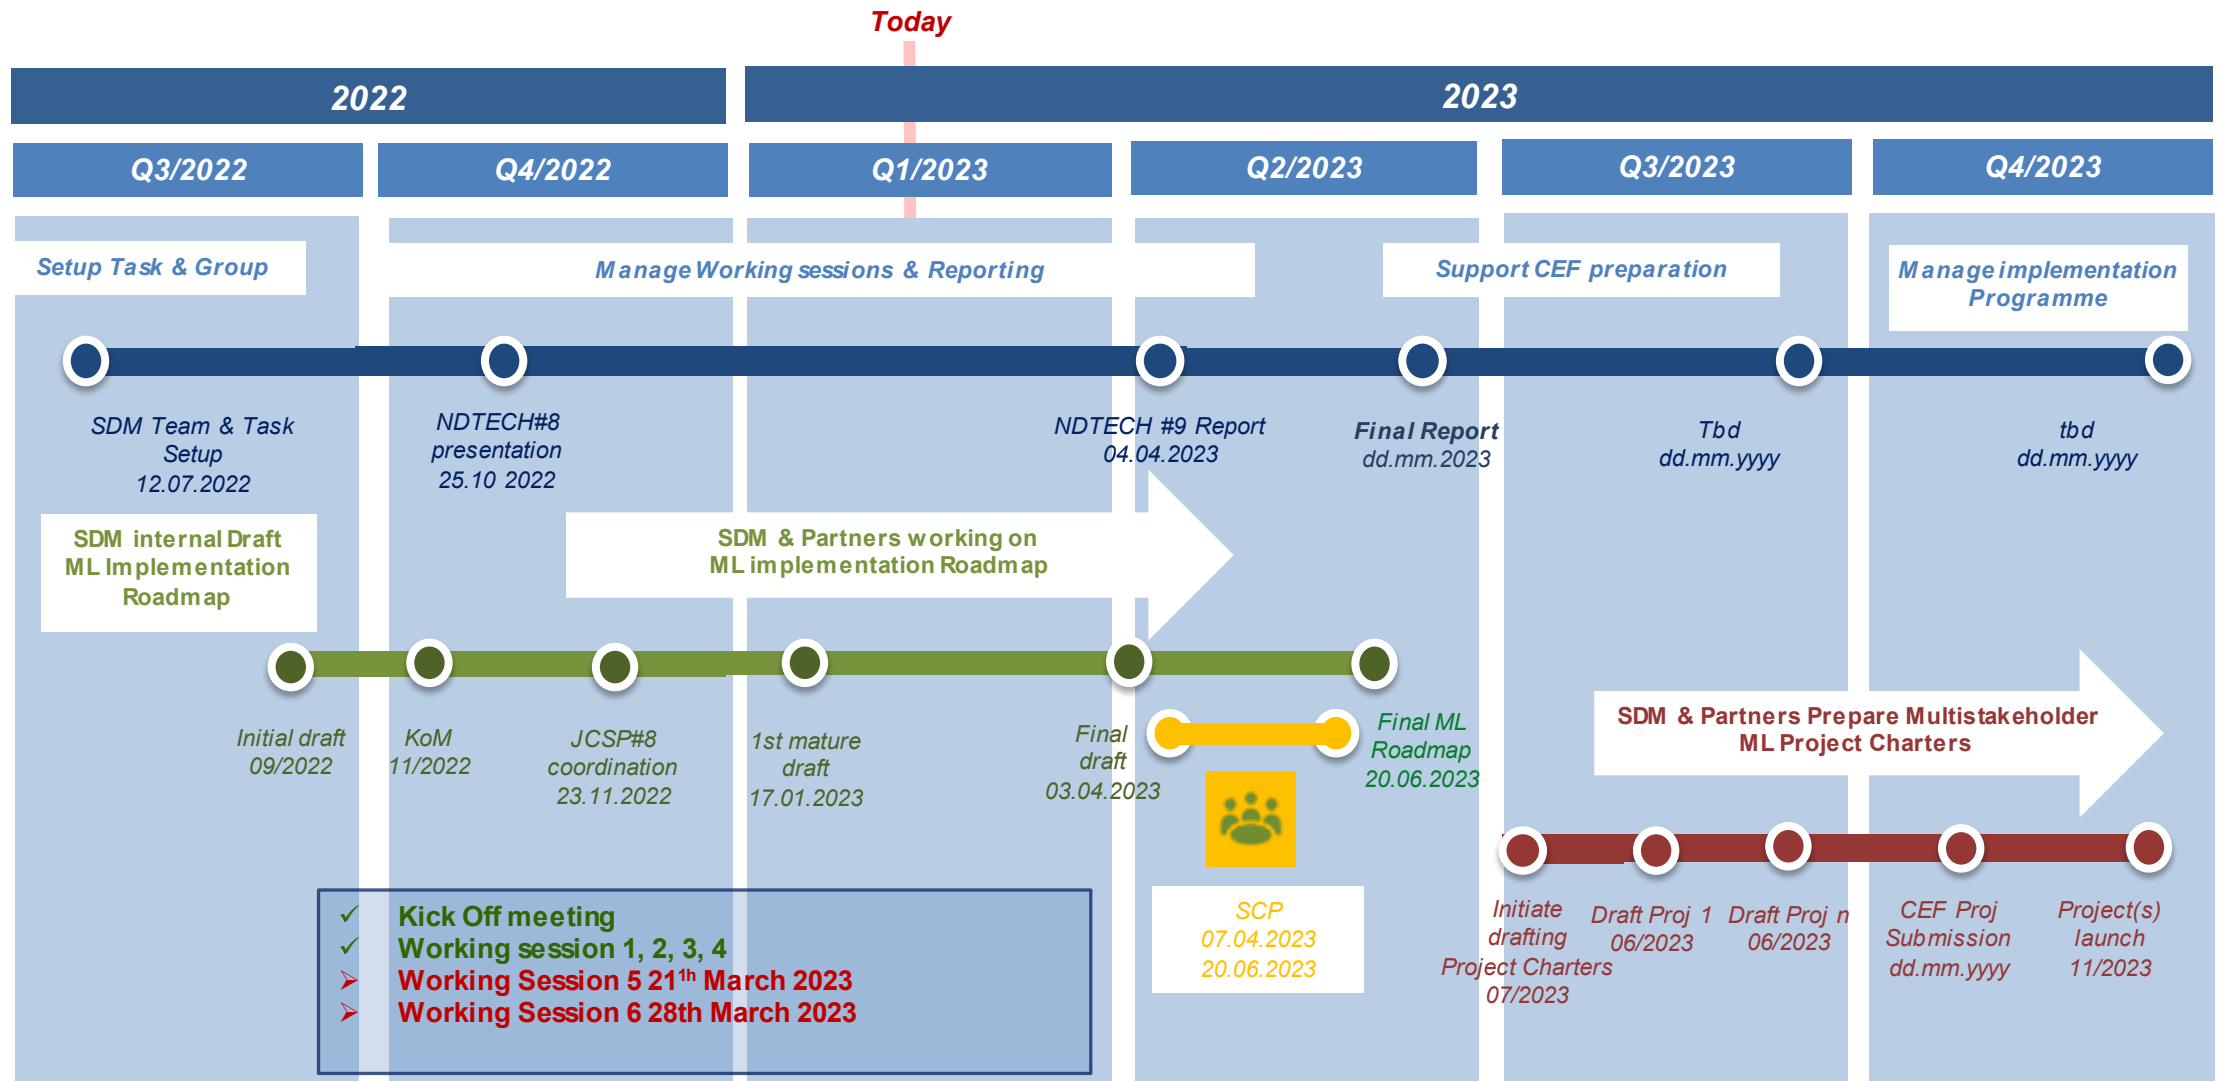 Today
2022
2023
Q3/2022
Q4/2022
Q1/2023
Q2/2023
Q3/2023
Q4/2023
Setup Task & Group
Manage Working sessions & Reporting
Support CEF preparation
Manage implementation
Programme
SDM Team & Task
Setup
12.07.2022
NDTECH#8
presentation
25.10 2022
NDTECH #9 Report
04.04.2023
Final Report
dd.mm.2023
Tbd
dd.mm.yyyy
tbd
dd.mm.yyyy
SDM internal Draft
ML Implementation
Roadmap
SDM & Partners working on
ML implementation Roadmap
Initial draft
09/2022
KoM
11/2022
JCSP#8
coordination
23.11.2022
1st mature
draft
17.01.2023
Final
draft
03.04.2023
Final ML
Roadmap
20.06.2023
SCP
07.04.2023
20.06.2023
SDM & Partners Prepare Multistakeholder
ML Project Charters
Initiate
drafting
Project Charters
07/2023
Draft Proj 1
06/2023
Draft Proj n
06/2023
CEF Proj
Submission
dd.mm.yyyy
Project(s)
launch
11/2023
✓ Kick Off meeting
✓ Working session 1, 2, 3, 4
➢ Working Session 5 211h March 2023
➢ Working Session 6 28th March 2023